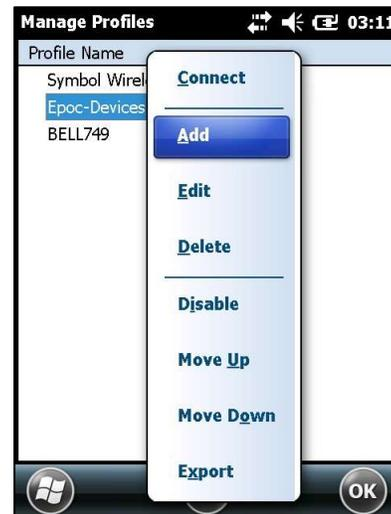 Manage Profiles 03:11
Profile Name
Symbol Wirel
Epoc-Devices
BELL749
Connect
Add
Edit
Delete
Disable
Move Up
Move Down
Export
OK